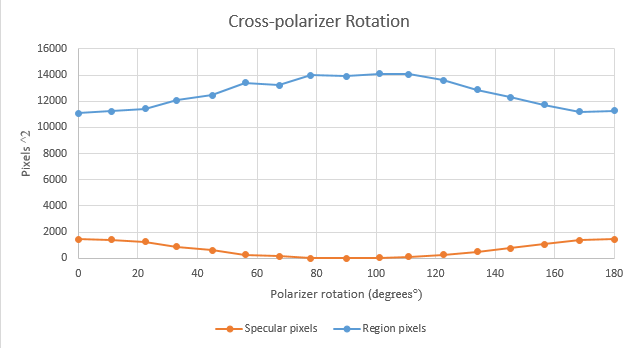 Cross-polarizer Rotation
16000
14000
12000
10000
8000
6000
4000
2000
0
Pixels ^2
0 20 40 60 80 100 120 140 160 180
Polarizer rotation (degrees°)
Specular pixels Region pixels